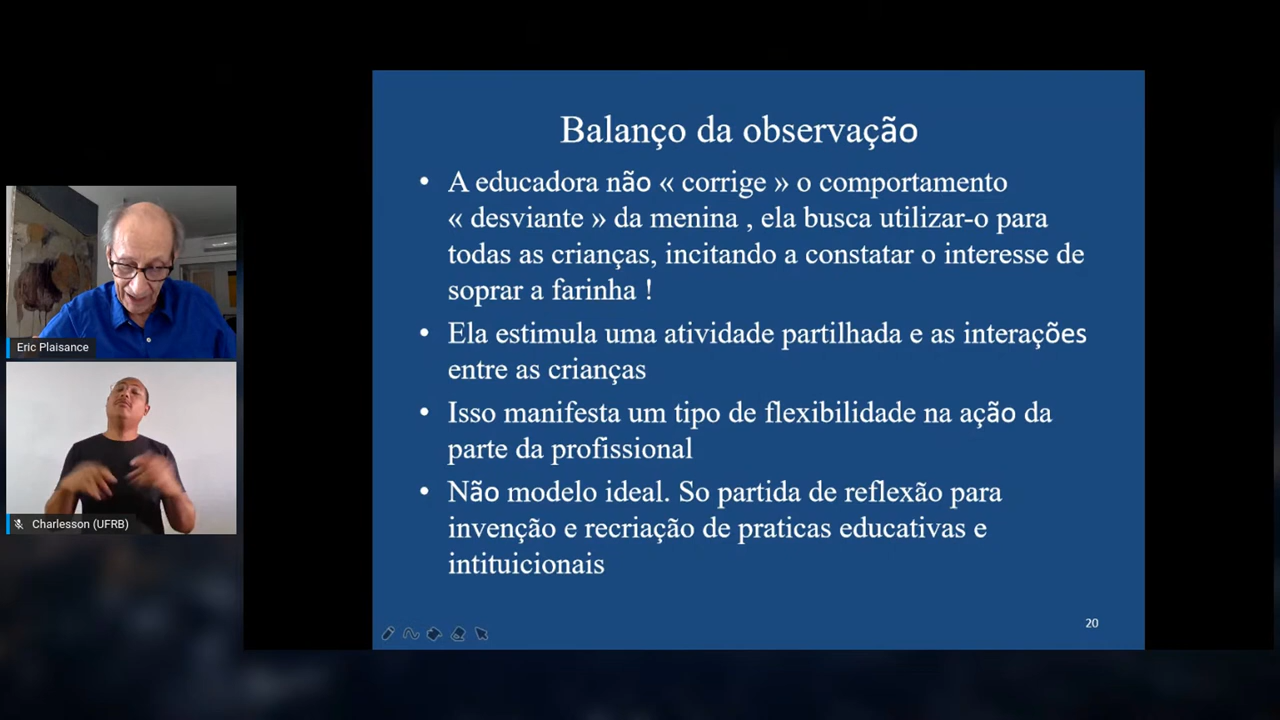 Balanço da observação
• A educadora não « corrige » o comportamento
« desviante » da menina , ela busca utilizar-o para
todas as crianças, incitando a constatar o interesse de
soprar a farinha !
• Ela estimula uma atividade partilhada e as interações
entre as crianças
• Isso manifesta um tipo de flexibilidade na ação da
parte da profissional
• Não modelo ideal. So partida de reflexão para
invenção e recriação de praticas educativas e
intituicionais
20
Eric Plaisance
Charlesson (UFRB)